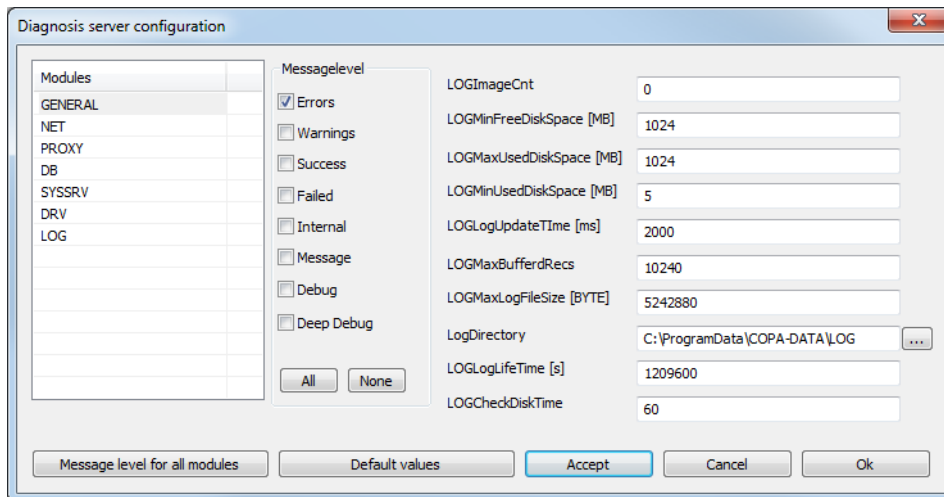 Diagnosis server configuration
Modules
GENERAL
NET
PROXY
DB
SYSSRV
DRV
LOG
Messagelevel
Errors
Warnings
Success
Failed
Internal
Message
Debug
Deep Debug
All None
LOGImageCnt 0
LOGMinFreeDiskSpace [MB] 1024
LOGMaxUsedDiskSpace [MB] 1024
LOGMinUsedDiskSpace [MB] 5
LOGLogUpdateTIme [ms] 2000
LOGMaxBufferdRecs 10240
LOGMaxLogFileSize [BYTE] 5242880
LogDirectory C:\ProgramData\COPA-DATA\LOG ...
LOGLogLifeTime [s] 1209600
LOGCheckDiskTime 60
Message level for all modules Default values Accept Cancel Ok